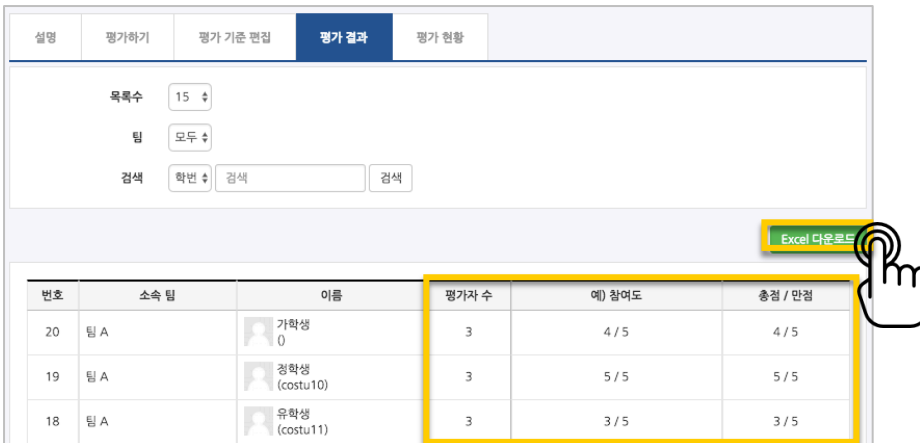 설명 평가하기 평가 기준 편집 평가 결과 평가 현황
목록수 15
팀 모두
검색 학번 검색 검색
Excel 다운로드
번호 소속 팀 이름 평가자 수 예) 참여도 총점 / 만점
20 팀 A 가학생 3 4 / 5 4 / 5
()
19 팀 A 정학생 3 5 / 5 5 / 5
(costu10)
18 팀 A 유학생 3 3 / 5 3 / 5
(costu11)